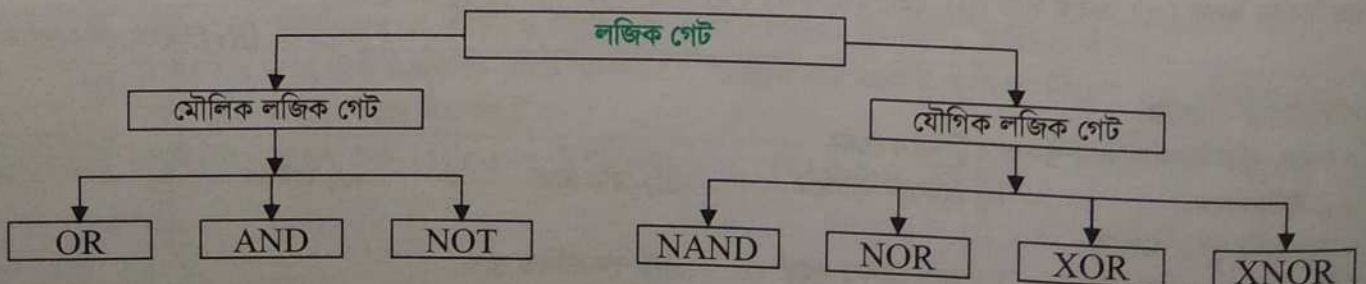 লজিক গেট
মৌলিক লজিক গেট
যৌগিক লজিক গেট
OR AND NOT NAND NOR XOR XNOR